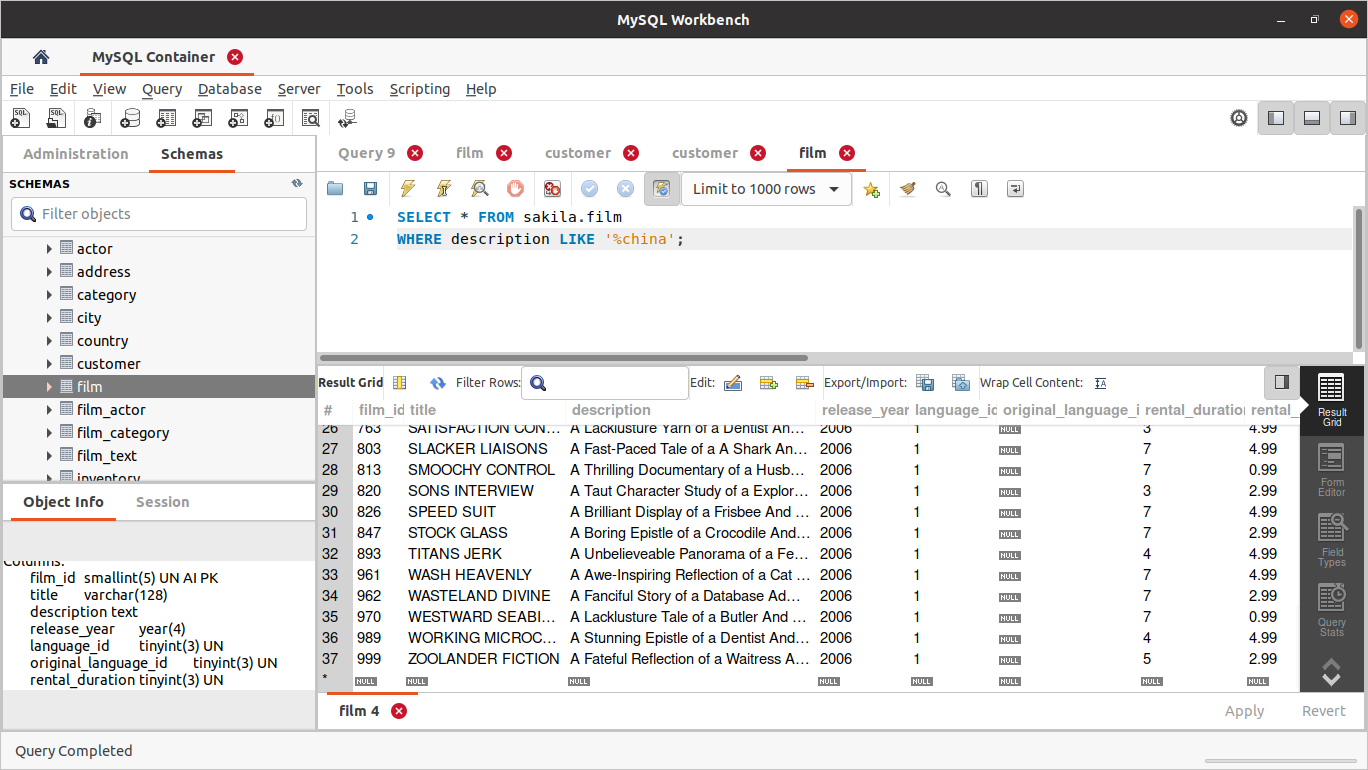 MySQL Workbench
MySQL Container
File Edit View Query Database Server Tools Scripting Help
Administration Schemas
SCHEMAS
Filter objects
actor
address
category
city
country
customer
film
film_actor
film_category
film_text
inventory
Object Info Session
Columns:
film_id smallint(5) UN AI PK
title varchar(128)
description text
release_year year(4)
language_id tinyint(3) UN
original_language_id tinyint(3) UN
rental_duration tinyint(3) UN
Query 9 film customer customer film
Limit to 1000 rows
1 SELECT * FROM sakila.film
2 WHERE description LIKE '%china';
Result Grid Filter Rows: Edit: Export/Import: Wrap Cell Content:
# film_id title description release_year language_id original_language_i rental_duration rental_
26 763 SATISFACTION CON... A Lacklusture Yarn of a Dentist An... 2006 1 NULL 3 4.99
27 803 SLACKER LIAISONS A Fast-Paced Tale of a A Shark An... 2006 1 NULL 7 4.99
28 813 SMOOCHY CONTROL A Thrilling Documentary of a Husb... 2006 1 NULL 7 0.99
29 820 SONS INTERVIEW A Taut Character Study of a Explor... 2006 1 NULL 3 2.99
30 826 SPEED SUIT A Brilliant Display of a Frisbee And ... 2006 1 NULL 7 4.99
31 847 STOCK GLASS A Boring Epistle of a Crocodile And... 2006 1 NULL 7 2.99
32 893 TITANS JERK A Unbelieveable Panorama of a Fe... 2006 1 NULL 4 4.99
33 961 WASH HEAVENLY A Awe-Inspiring Reflection of a Cat ... 2006 1 NULL 7 4.99
34 962 WASTELAND DIVINE A Fanciful Story of a Database Ad... 2006 1 NULL 7 2.99
35 970 WESTWARD SEABI... A Lacklusture Tale of a Butler And ... 2006 1 NULL 7 0.99
36 989 WORKING MICROC... A Stunning Epistle of a Dentist And... 2006 1 NULL 4 4.99
37 999 ZOOLANDER FICTION A Fateful Reflection of a Waitress A... 2006 1 NULL 5 2.99
* NULL NULL NULL NULL NULL NULL NULL NULL
Result
Grid
Form
Editor
Field
Types
Query
Stats
film 4 Apply Revert
Query Completed